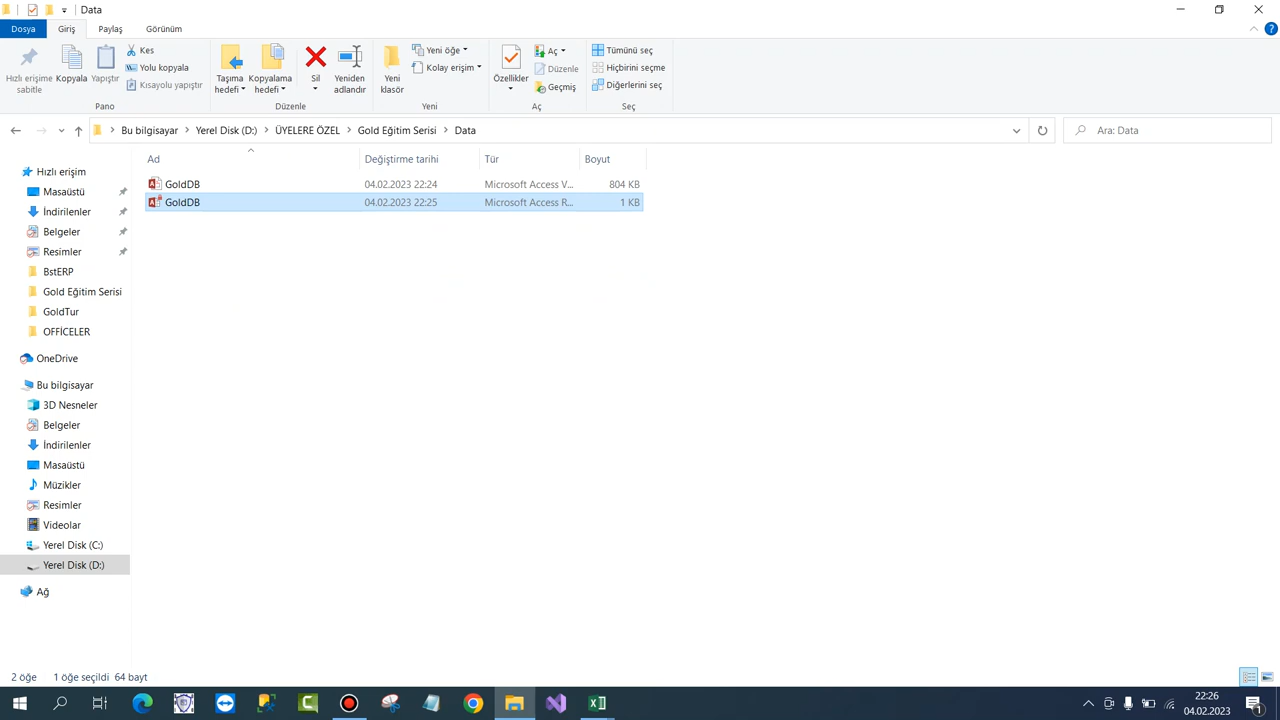 Data
Dosya
Giriş
Paylaş
Görünüm
Hızlı erişime sabitle
Kopyala
Yapıştır
Kes
Yolu kopyala
Kısayolu yapıştır
Pano
Taşıma hedefi
Kopyalama hedefi
Sil
Yeniden adlandır
Düzenle
Yeni klasör
Yeni öğe
Kolay erişim
Yeni
Özellikler
Aç
Düzenle
Geçmiş
Aç
Tümünü seç
Hiçbirini seçme
Diğerlerini seç
Seç
Bu bilgisayar
Yerel Disk (D:)
ÜYELERE ÖZEL
Gold Eğitim Serisi
Data
Ara: Data
Ad
Değiştirme tarihi
Tür
Boyut
GoldDB 04.02.2023 22:24 Microsoft Access V... 804 KB
GoldDB 04.02.2023 22:25 Microsoft Access R... 1 KB
Hızlı erişim
Masaüstü
İndirilenler
Belgeler
Resimler
BstERP
Gold Eğitim Serisi
GoldTur
OFFİCELER
OneDrive
Bu bilgisayar
3D Nesneler
Belgeler
İndirilenler
Masaüstü
Müzikler
Resimler
Videolar
Yerel Disk (C:)
Yerel Disk (D:)
Ağ
2 öğe
1 öğe seçildi 64 bayt
22:26
04.02.2023